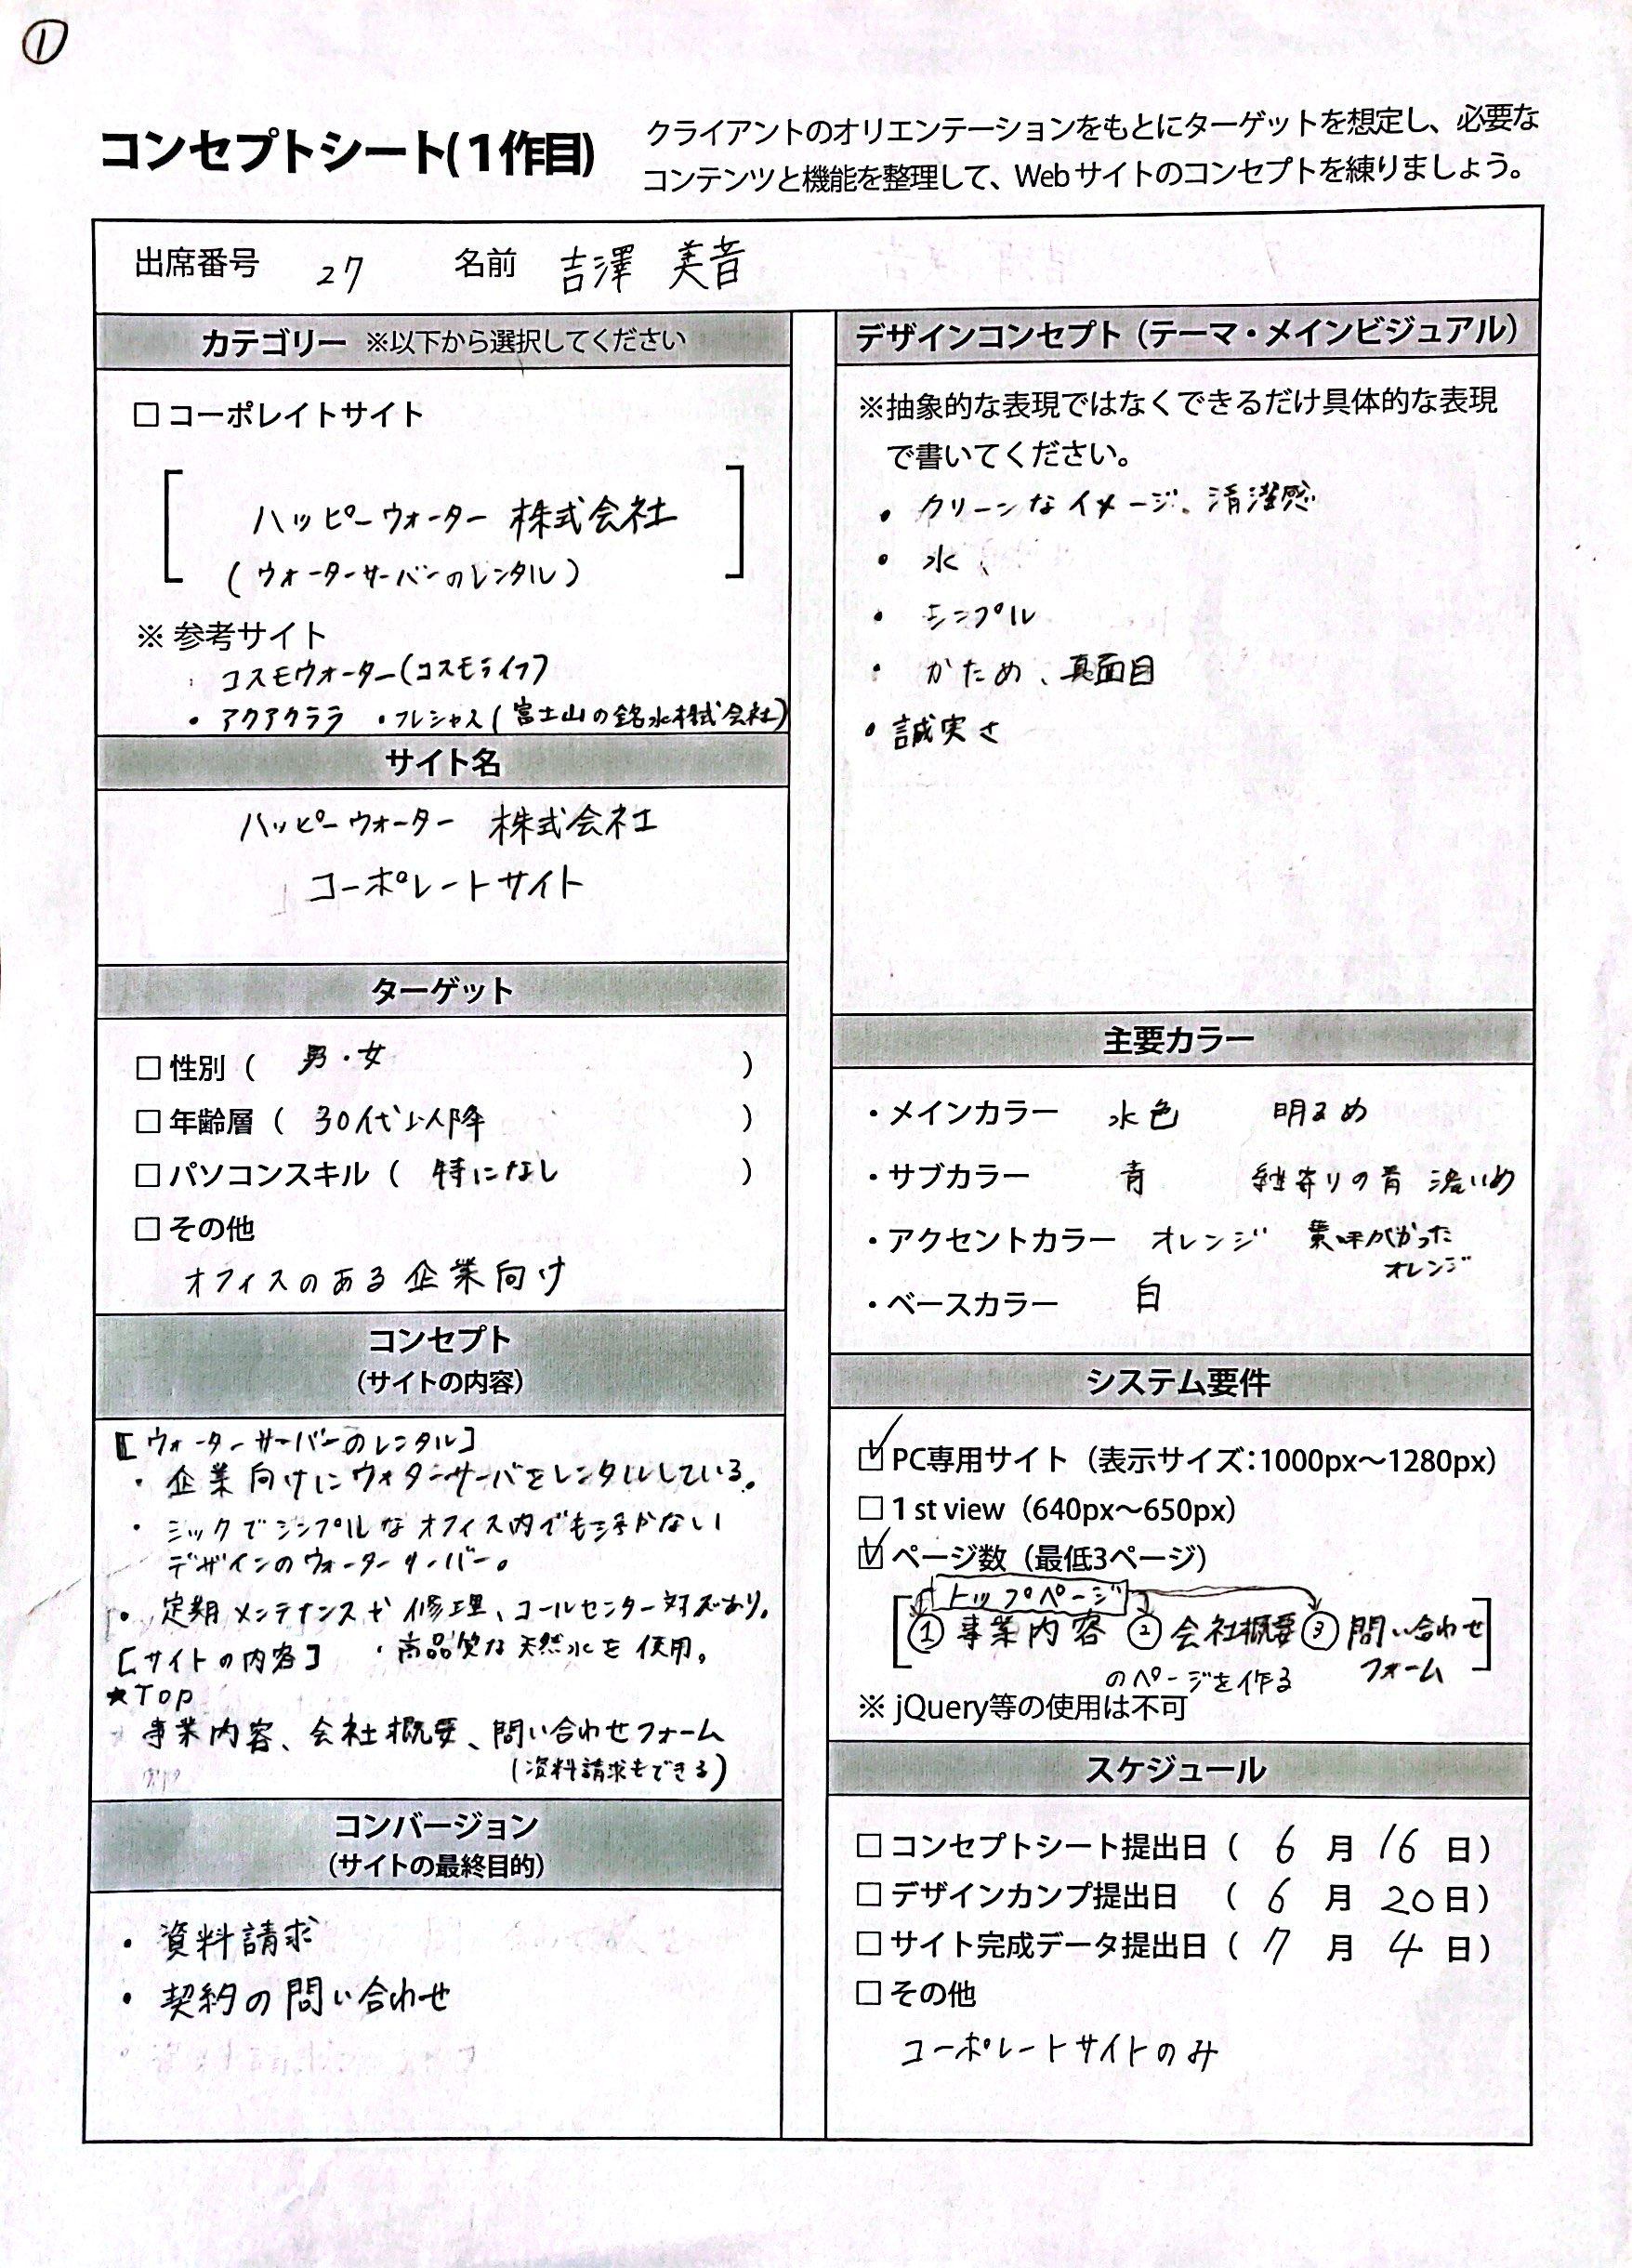 ①
コンセプトシート(1作目)
クライアントのオリエンテーションをもとにターゲットを想定し、必要な
コンテンツと機能を整理して、Webサイトのコンセプトを練りましょう。
出席番号 27 名前 吉澤 美音
カテゴリー ※以下から選択してください
□ コーポレイトサイト
ハッピーウォーター 株式会社
(ウォーターサーバーのレンタル)
※ 参考サイト
・コスモウォーター(コスモライフ)
・アクアクララ ・フレシャス(富士山の銘水株式会社)
サイト名
ハッピーウォーター 株式会社
コーポレートサイト
ターゲット
□ 性別( 男・女 )
□ 年齢層( 30代以降 )
□ パソコンスキル( 特になし )
□ その他
オフィスのある企業向け
コンセプト
(サイトの内容)
[ウォーターサーバーのレンタル]
・企業向けにウォターサーバをレンタルしている。
・シックでシンプルなオフィス内でも浮かない
デザインのウォーターサーバー。
・定期メンテナンスや修理、コールセンター対応あり。
[サイトの内容] ・高品質な天然水を使用。
★Top
事業内容、会社概要、問い合わせフォーム
(資料請求もできる)
コンバージョン
(サイトの最終目的)
・資料請求
・契約の問い合わせ
デザインコンセプト(テーマ・メインビジュアル)
※抽象的な表現ではなくできるだけ具体的な表現
で書いてください。
・クリーンなイメージ、清潔感
・水
・シンプル
・かため、真面目
・誠実さ
主要カラー
・メインカラー 水色 明るめ
・サブカラー 青 寄りの青 濃いめ
・アクセントカラー オレンジ 黄味がかった
オレンジ
・ベースカラー 白
システム要件
☑ PC専用サイト(表示サイズ:1000px〜1280px)
□ 1 st view(640px〜650px)
☑ ページ数(最低3ページ)
トップページ
[① 事業内容 ② 会社概要 ③ 問い合わせ]
フォーム
のページを作る
※ jQuery等の使用は不可
スケジュール
□ コンセプトシート提出日( 6 月 16 日)
□ デザインカンプ提出日 ( 6 月 20 日)
□ サイト完成データ提出日( 7 月 4 日)
□ その他
コーポレートサイトのみ